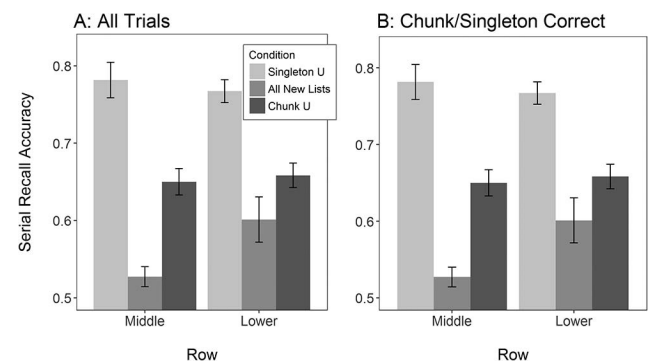 A: All Trials
B: Chunk/Singleton Correct
Condition
Singleton U
All New Lists
Chunk U
Serial Recall Accuracy
0.8
0.7
0.6
0.5
Middle
Lower
Row
0.8
0.7
0.6
0.5
Middle
Lower
Row